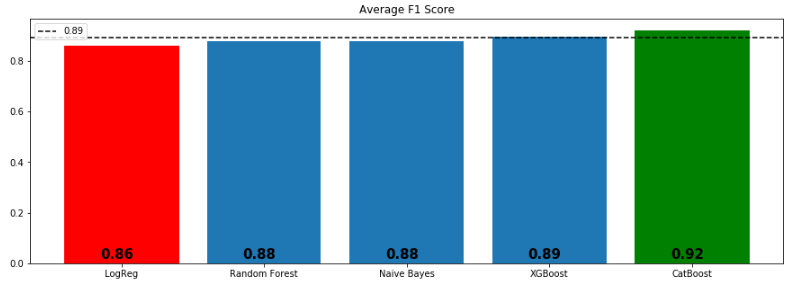 Average F1 Score
0.89
0.8
0.6
0.4
0.2
0.0
0.86
0.88
0.88
0.89
0.92
LogReg
Random Forest
Naive Bayes
XGBoost
CatBoost